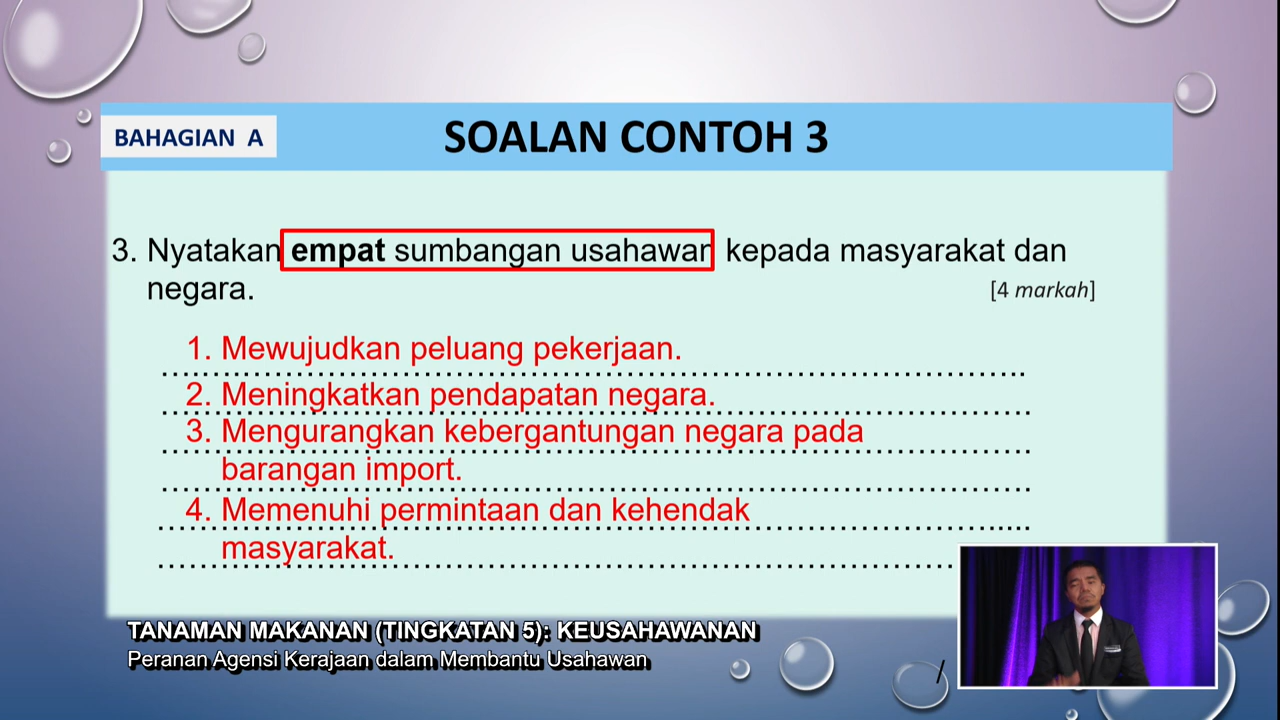 BAHAGIAN A
SOALAN CONTOH 3
3. Nyatakan empat sumbangan usahawan kepada masyarakat dan
negara.
[4 markah]
1. Mewujudkan peluang pekerjaan.
2. Meningkatkan pendapatan negara.
3. Mengurangkan kebergantungan negara pada
barangan import.
4. Memenuhi permintaan dan kehendak
masyarakat.
TANAMAN MAKANAN (TINGKATAN 5): KEUSAHAWANAN
Peranan Agensi Kerajaan dalam Membantu Usahawan
/